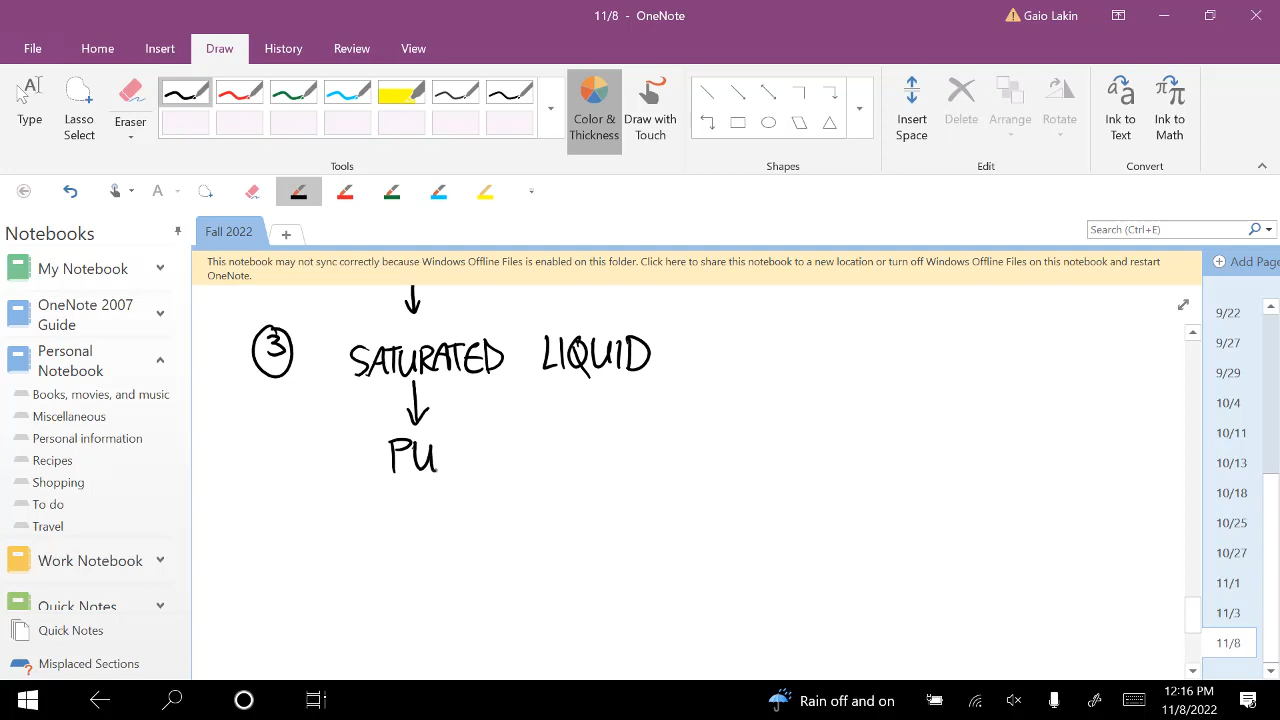 11/8 - OneNote
Gaio Lakin
File Home Insert Draw History Review View
Type
Lasso Select
Eraser
Color & Thickness
Draw with Touch
Insert Space
Delete
Arrange
Rotate
Ink to Text
Ink to Math
Tools
Shapes
Edit
Convert
A
Notebooks
Fall 2022
Search (Ctrl+E)
My Notebook
OneNote 2007 Guide
Personal Notebook
Books, movies, and music
Miscellaneous
Personal information
Recipes
Shopping
To do
Travel
Work Notebook
Quick Notes
Quick Notes
Misplaced Sections
This notebook may not sync correctly because Windows Offline Files is enabled on this folder. Click here to share this notebook to a new location or turn off Windows Offline Files on this notebook and restart
OneNote.
3 SATURATED LIQUID
PU
Add Page
9/22
9/27
9/29
10/4
10/11
10/13
10/18
10/25
10/27
11/1
11/3
11/8
Rain off and on
12:16 PM
11/8/2022